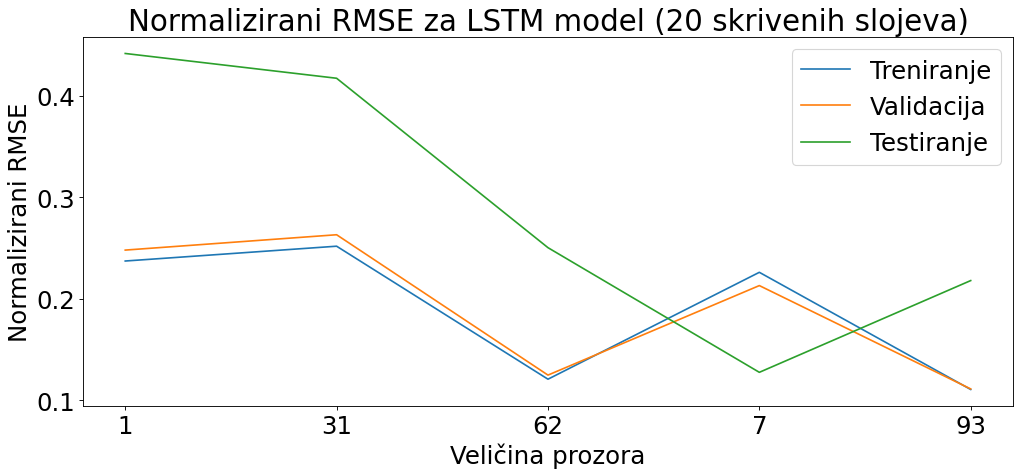 Normalizirani RMSE za LSTM model (20 skrivenih slojeva)
Treniranje
Validacija
Testiranje
Normalizirani RMSE
0.4
0.3
0.2
0.1
1 31 62 7 93
Veličina prozora